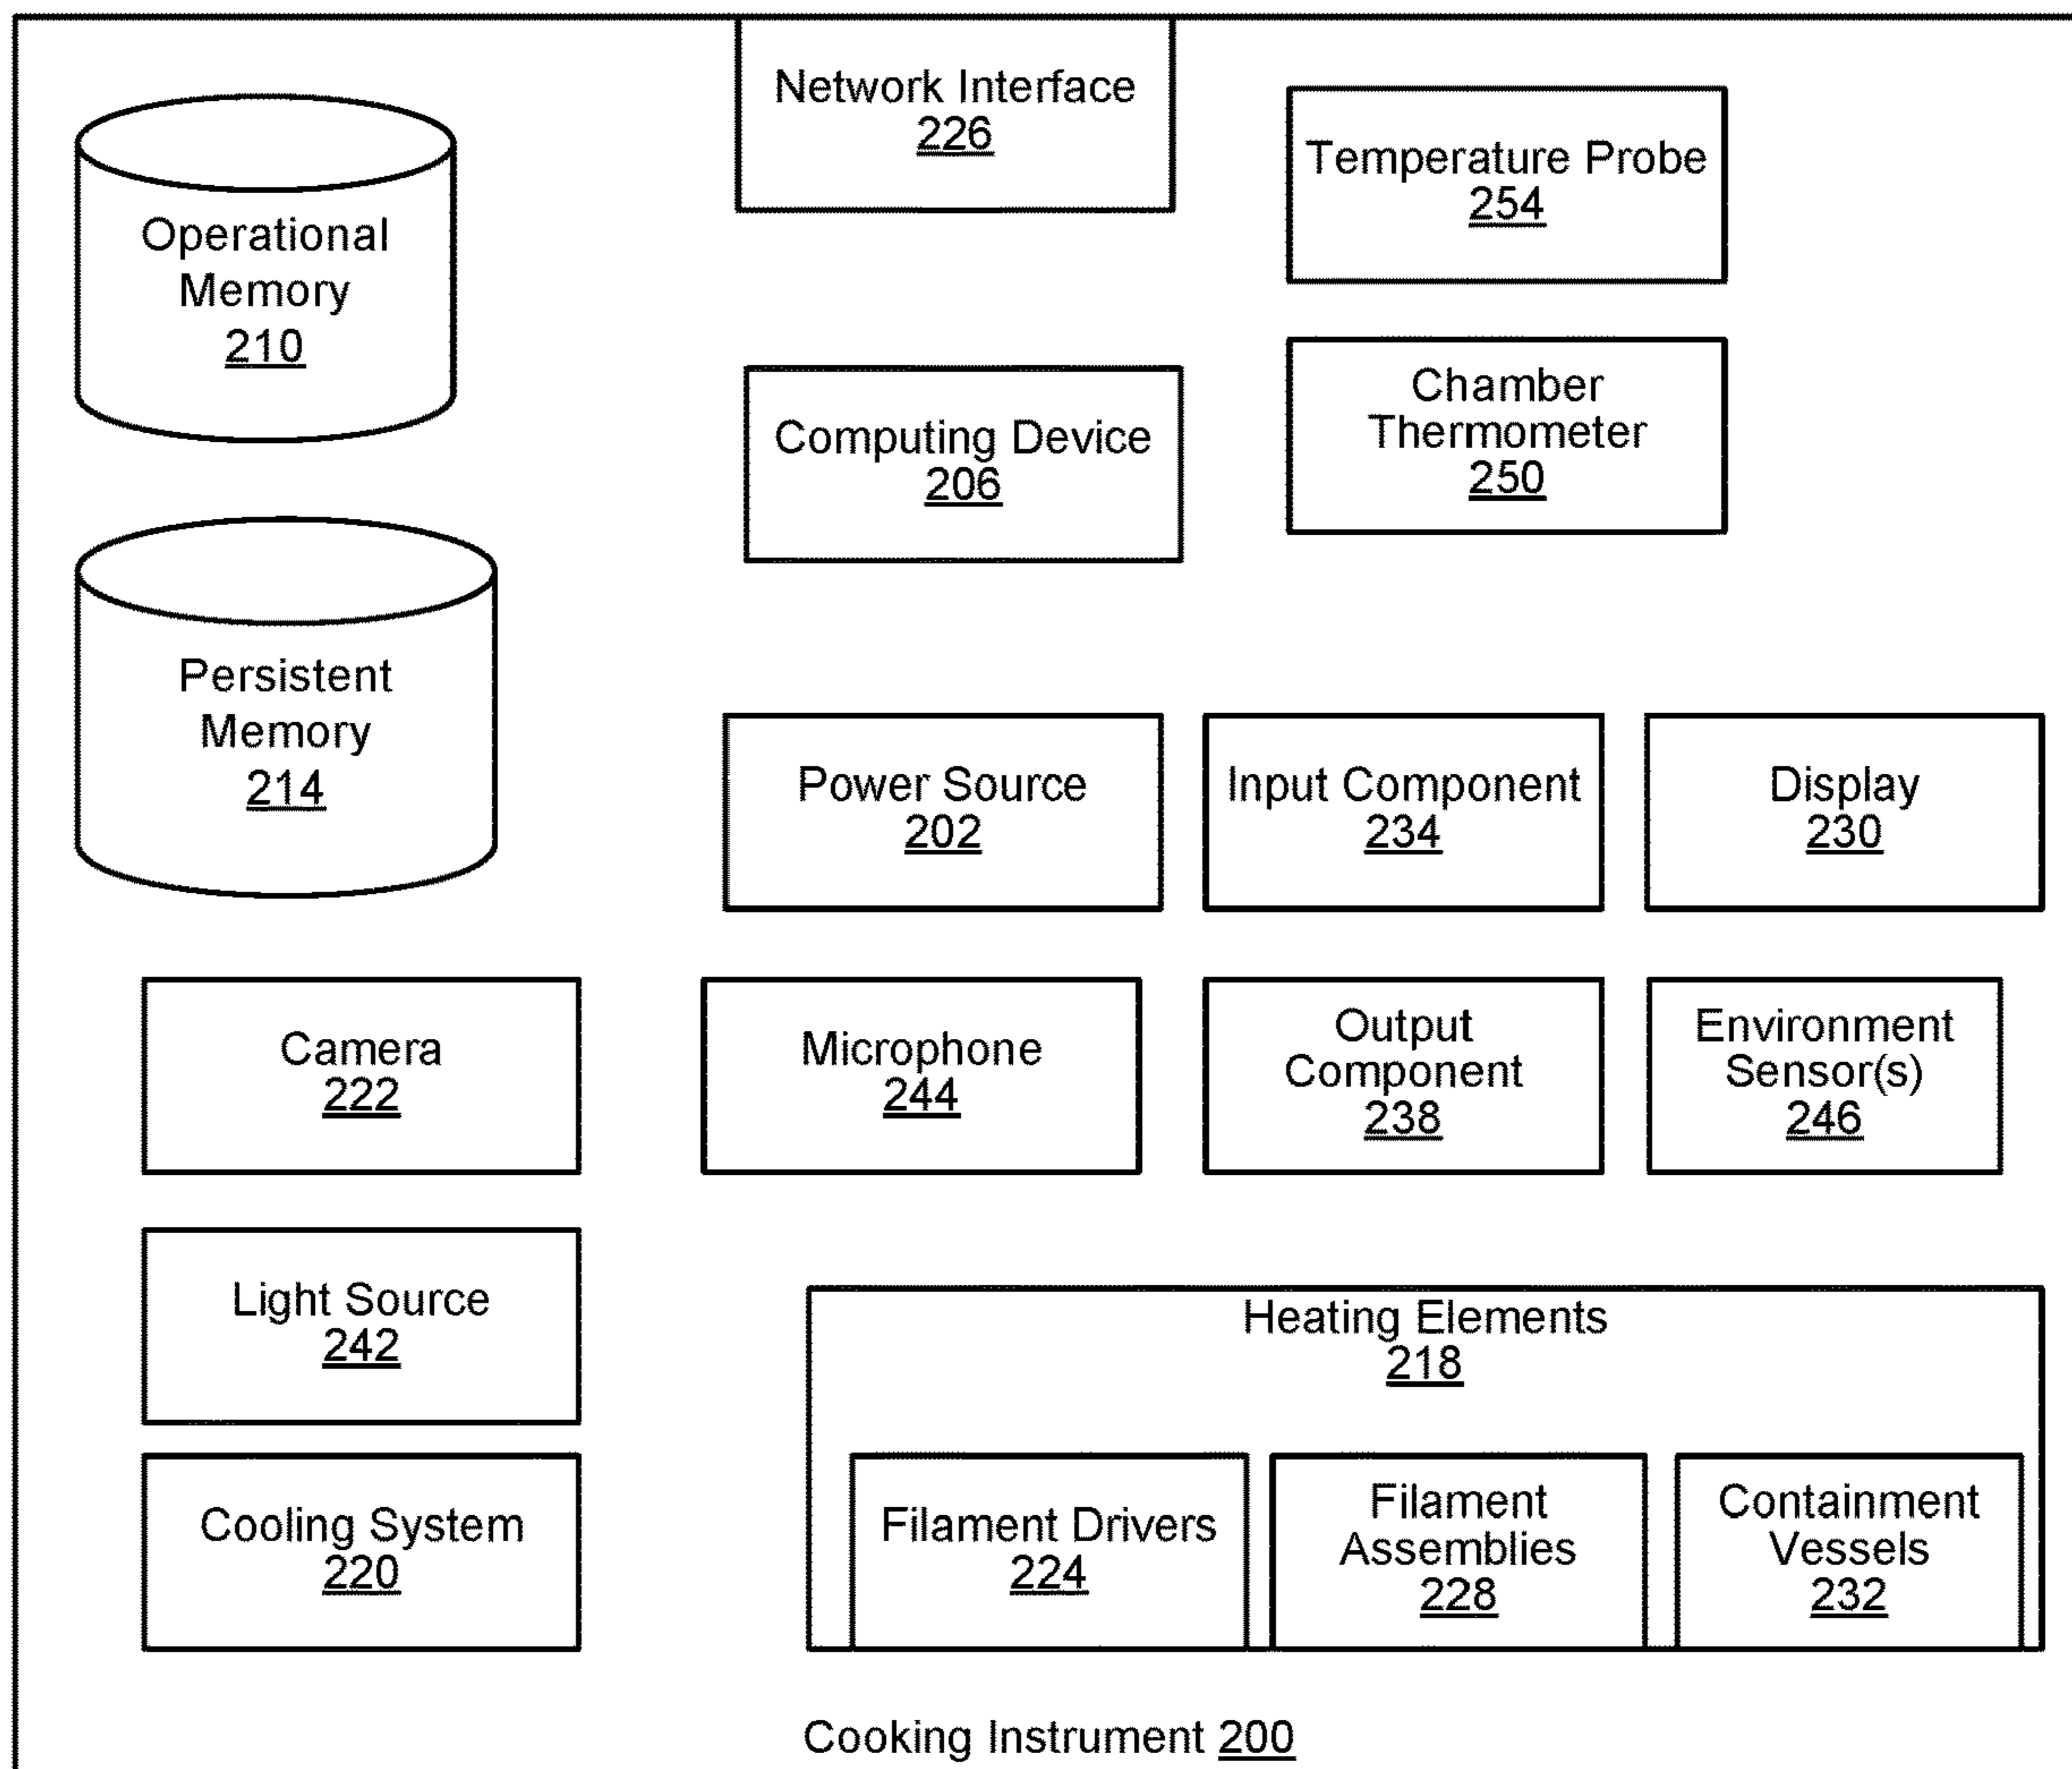 Network Interface
226
Temperature Probe
254
Operational
Memory
210
Chamber
Thermometer
250
Computing Device
206
Persistent
Memory
214
Power Source
202
Input Component
234
Display
230
Camera
222
Microphone
244
Output
Component
238
Environment
Sensor(s)
246
Light Source
242
Heating Elements
218
Cooling System
220
Filament Drivers
224
Filament
Assemblies
228
Containment
Vessels
232
Cooking Instrument 200